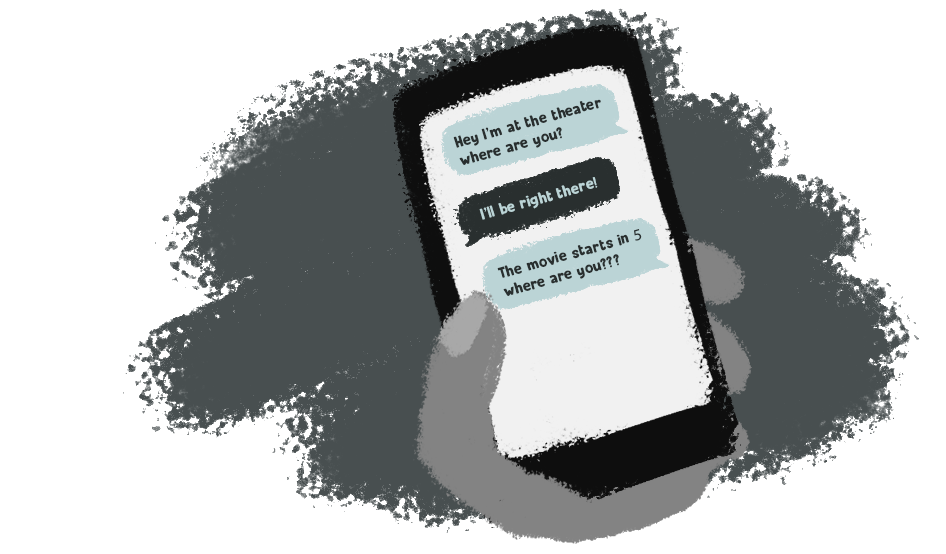 Hey I'm at the theater
where are you?
I'll be right there!
The movie starts in 5
where are you???